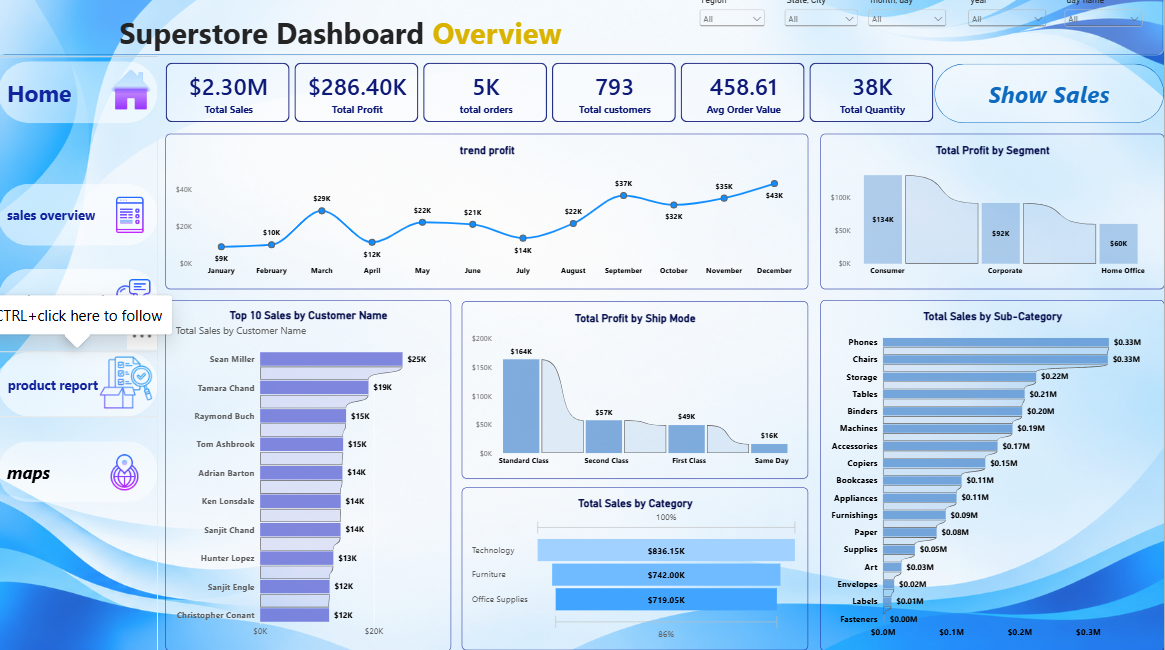 region
State, City
month, day
year
day name
All
All
All
All
All
Superstore Dashboard Overview
Home
sales overview
CTRL+click here to follow
product report
maps
$2.30M
Total Sales
$286.40K
Total Profit
5K
total orders
793
Total customers
458.61
Avg Order Value
38K
Total Quantity
Show Sales
trend profit
$40K
$20K
$0K
$9K
$10K
$29K
$12K
$22K
$21K
$14K
$22K
$37K
$32K
$35K
$43K
January
February
March
April
May
June
July
August
September
October
November
December
Total Profit by Segment
$100K
$50K
$0K
$134K
$92K
$60K
Consumer
Corporate
Home Office
Top 10 Sales by Customer Name
Total Sales by Customer Name
Sean Miller $25K
Tamara Chand $19K
Raymond Buch $15K
Tom Ashbrook $15K
Adrian Barton $14K
Ken Lonsdale $14K
Sanjit Chand $14K
Hunter Lopez $13K
Sanjit Engle $12K
Christopher Conant $12K
$0K $20K
Total Profit by Ship Mode
$200K
$150K
$100K
$50K
$0K
$164K
$57K
$49K
$16K
Standard Class
Second Class
First Class
Same Day
Total Sales by Category
100%
Technology $836.15K
Furniture $742.00K
Office Supplies $719.05K
86%
Total Sales by Sub-Category
Phones $0.33M
Chairs $0.33M
Storage $0.22M
Tables $0.21M
Binders $0.20M
Machines $0.19M
Accessories $0.17M
Copiers $0.15M
Bookcases $0.11M
Appliances $0.11M
Furnishings $0.09M
Paper $0.08M
Supplies $0.05M
Art $0.03M
Envelopes $0.02M
Labels $0.01M
Fasteners $0.00M
$0.0M $0.1M $0.2M $0.3M